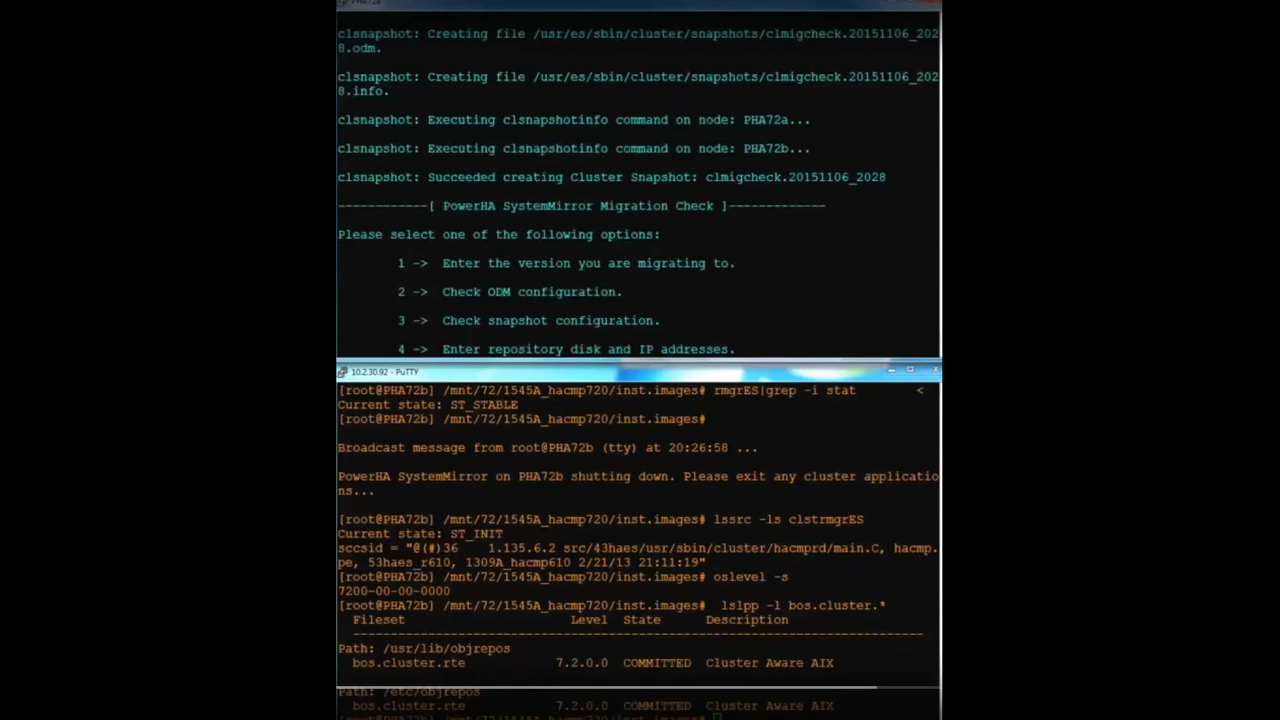 PHA72a
clsnapshot: Creating file /usr/es/sbin/cluster/snapshots/clmigcheck.20151106_202
8.odm.
clsnapshot: Creating file /usr/es/sbin/cluster/snapshots/clmigcheck.20151106_202
8.info.
clsnapshot: Executing clsnapshotinfo command on node: PHA72a...
clsnapshot: Executing clsnapshotinfo command on node: PHA72b...
clsnapshot: Succeeded creating Cluster Snapshot: clmigcheck.20151106_2028
------------[ PowerHA SystemMirror Migration Check ]-------------
Please select one of the following options:
1 -> Enter the version you are migrating to.
2 -> Check ODM configuration.
3 -> Check snapshot configuration.
4 -> Enter repository disk and IP addresses.
10.2.30.92 - PuTTY
[root@PHA72b] /mnt/72/1545A_hacmp720/inst.images# rmgrES|grep -i stat <
Current state: ST_STABLE
[root@PHA72b] /mnt/72/1545A_hacmp720/inst.images#
Broadcast message from root@PHA72b (tty) at 20:26:58 ...
PowerHA SystemMirror on PHA72b shutting down. Please exit any cluster applicatio
ns...
[root@PHA72b] /mnt/72/1545A_hacmp720/inst.images# lssrc -ls clstrmgrES
Current state: ST_INIT
sccsid = "@(#)36 1.135.6.2 src/43haes/usr/sbin/cluster/hacmprd/main.C, hacmp.
pe, 53haes_r610, 1309A_hacmp610 2/21/13 21:11:19"
[root@PHA72b] /mnt/72/1545A_hacmp720/inst.images# oslevel -s
7200-00-00-0000
[root@PHA72b] /mnt/72/1545A_hacmp720/inst.images# lslpp -l bos.cluster.*
Fileset Level State Description
----------------------------------------------------------------------------
Path: /usr/lib/objrepos
bos.cluster.rte 7.2.0.0 COMMITTED Cluster Aware AIX
Path: /etc/objrepos
bos.cluster.rte 7.2.0.0 COMMITTED Cluster Aware AIX